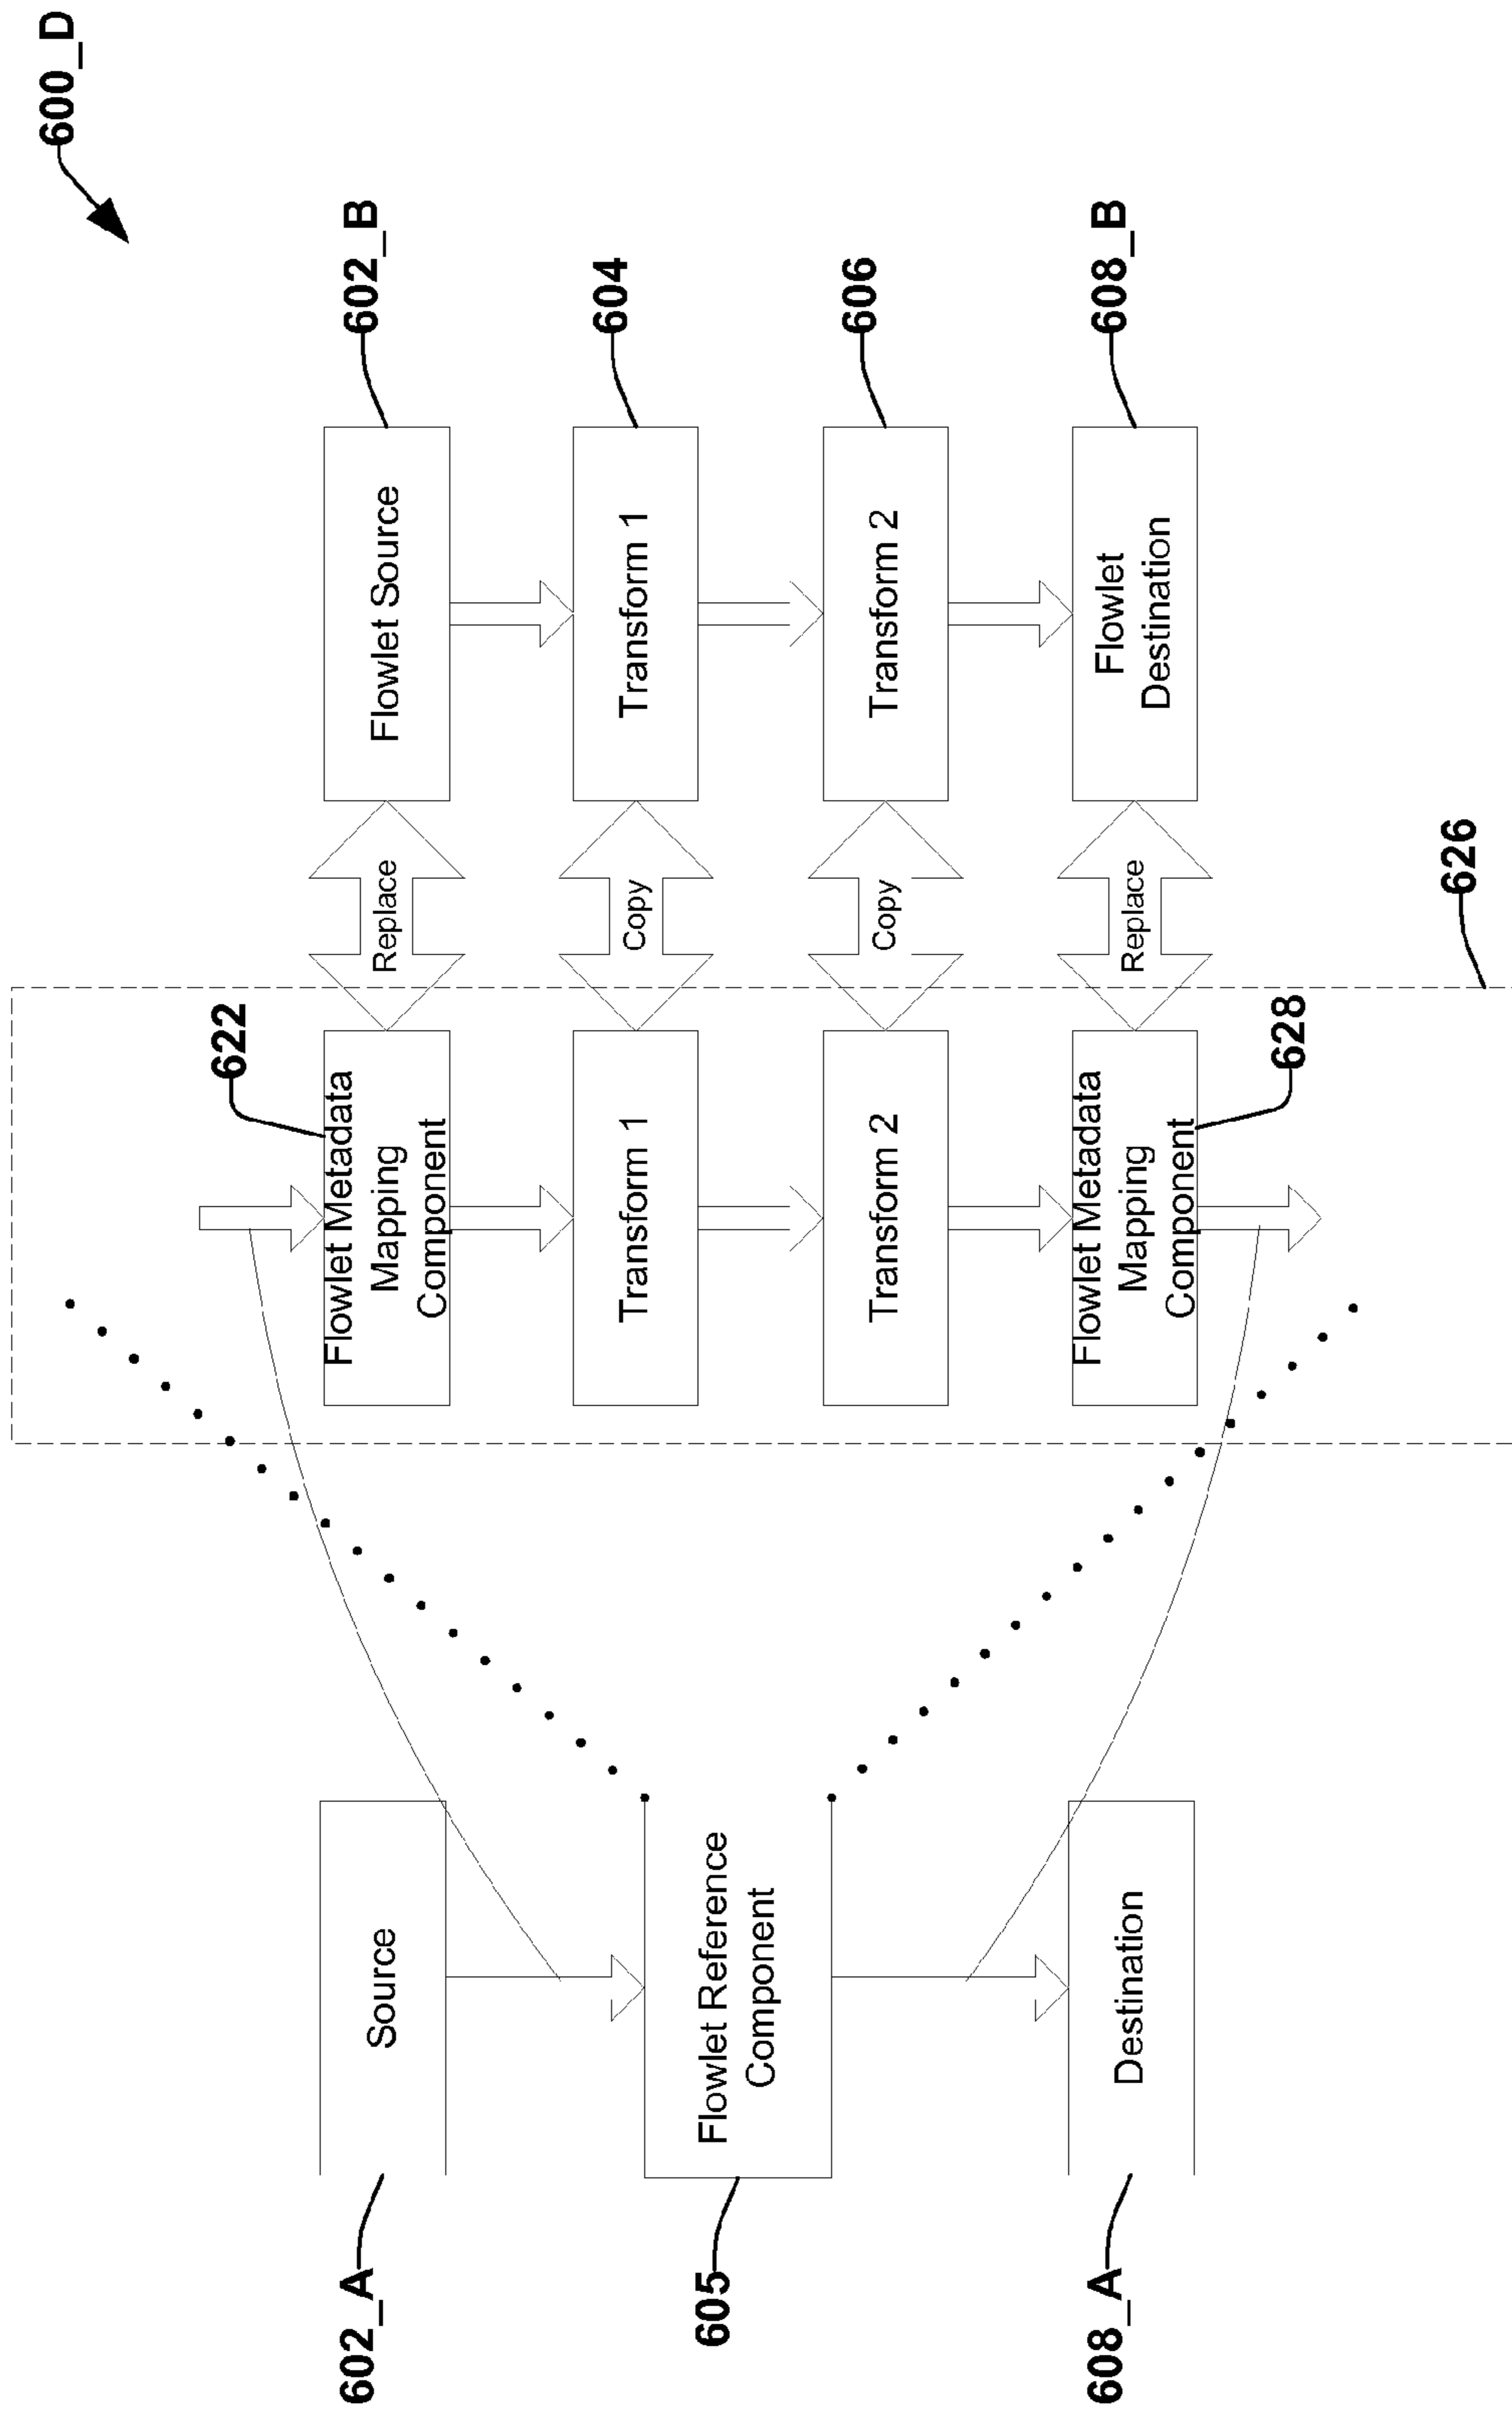 600_D
602_A
Source
605
Flowlet Reference
Component
608_A
Destination
622
Flowlet Metadata
Mapping
Component
Transform 1
Transform 2
Flowlet Metadata
Mapping
Component
628
626
Replace
Copy
Copy
Replace
Flowlet Source
602_B
Transform 1
604
Transform 2
606
Flowlet
Destination
608_B